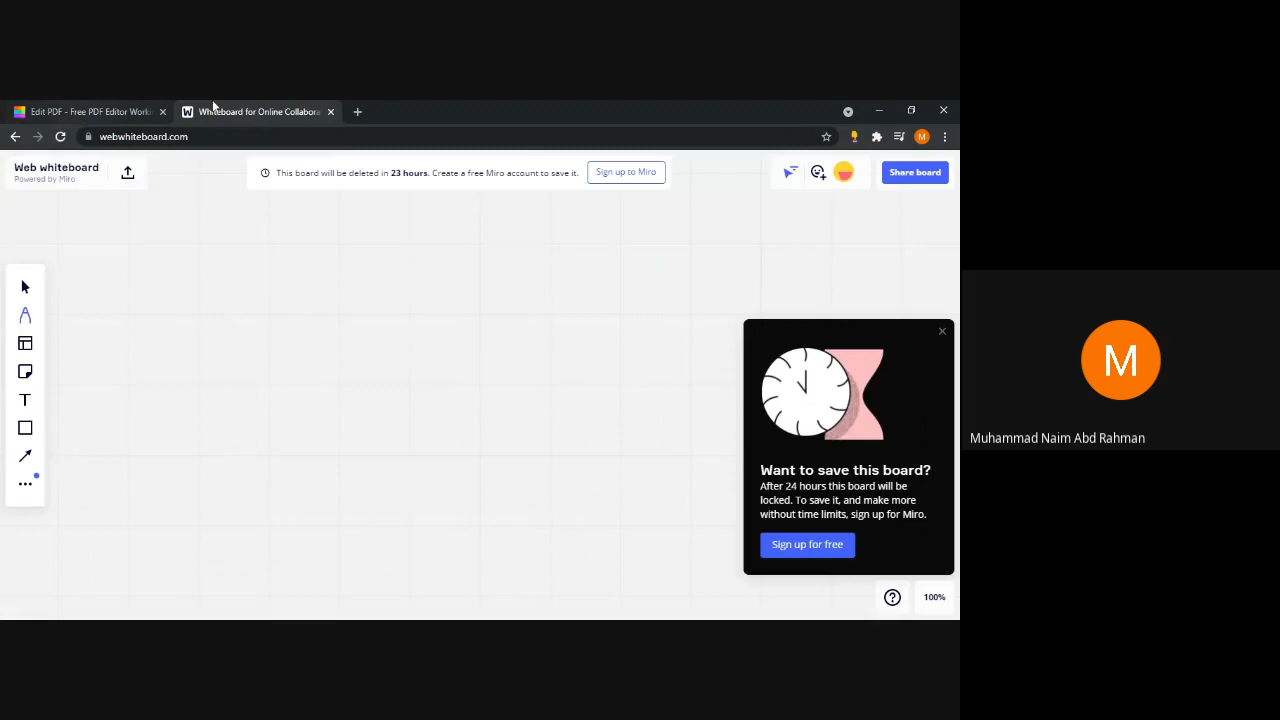 Edit PDF - Free PDF Editor Workin
Whiteboard for Online Collabora
webwhiteboard.com
M
Web whiteboard
Powered by Miro
This board will be deleted in 23 hours. Create a free Miro account to save it.
Sign up to Miro
Share board
T
Want to save this board?
After 24 hours this board will be
locked. To save it, and make more
without time limits, sign up for Miro.
Sign up for free
100%
M
Muhammad Naim Abd Rahman